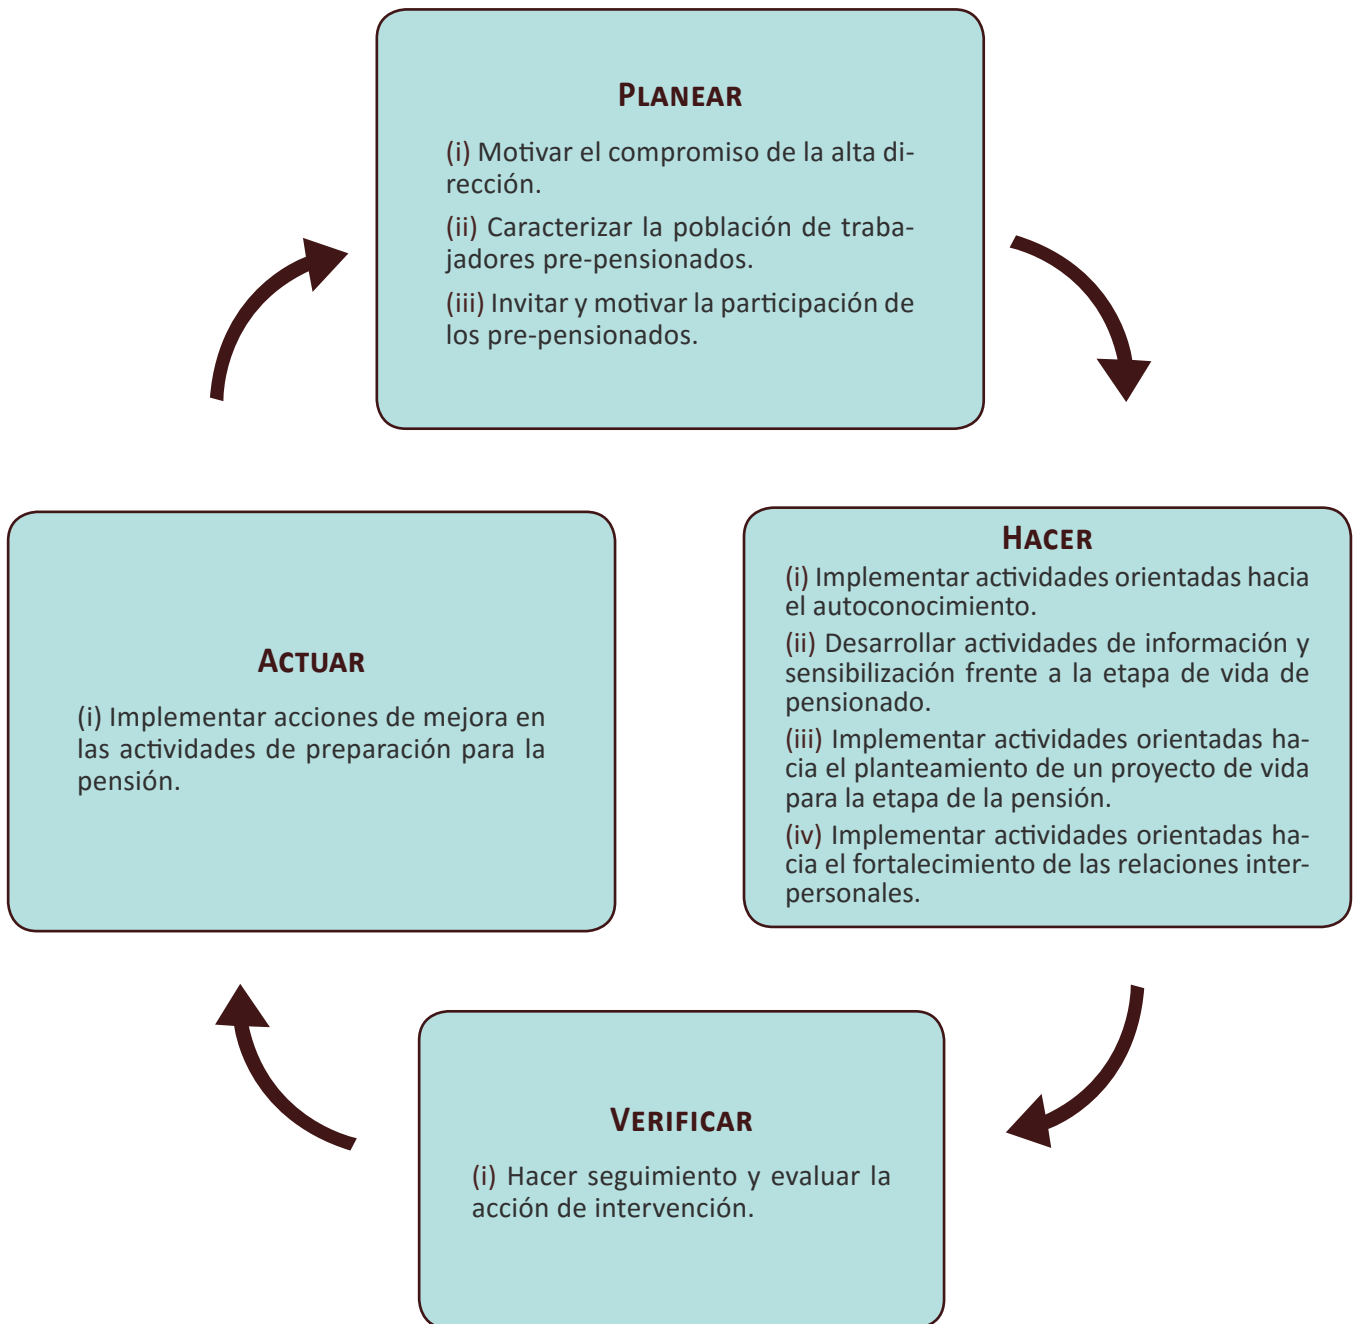 PLANEAR
(i) Motivar el compromiso de la alta di-
rección.
(ii) Caracterizar la población de traba-
jadores pre-pensionados.
(iii) Invitar y motivar la participación de
los pre-pensionados.
HACER
(i) Implementar actividades orientadas hacia
el autoconocimiento.
(ii) Desarrollar actividades de información y
sensibilización frente a la etapa de vida de
pensionado.
(iii) Implementar actividades orientadas ha-
cia el planteamiento de un proyecto de vida
para la etapa de la pensión.
(iv) Implementar actividades orientadas ha-
cia el fortalecimiento de las relaciones inter-
personales.
VERIFICAR
(i) Hacer seguimiento y evaluar la
acción de intervención.
ACTUAR
(i) Implementar acciones de mejora en
las actividades de preparación para la
pensión.